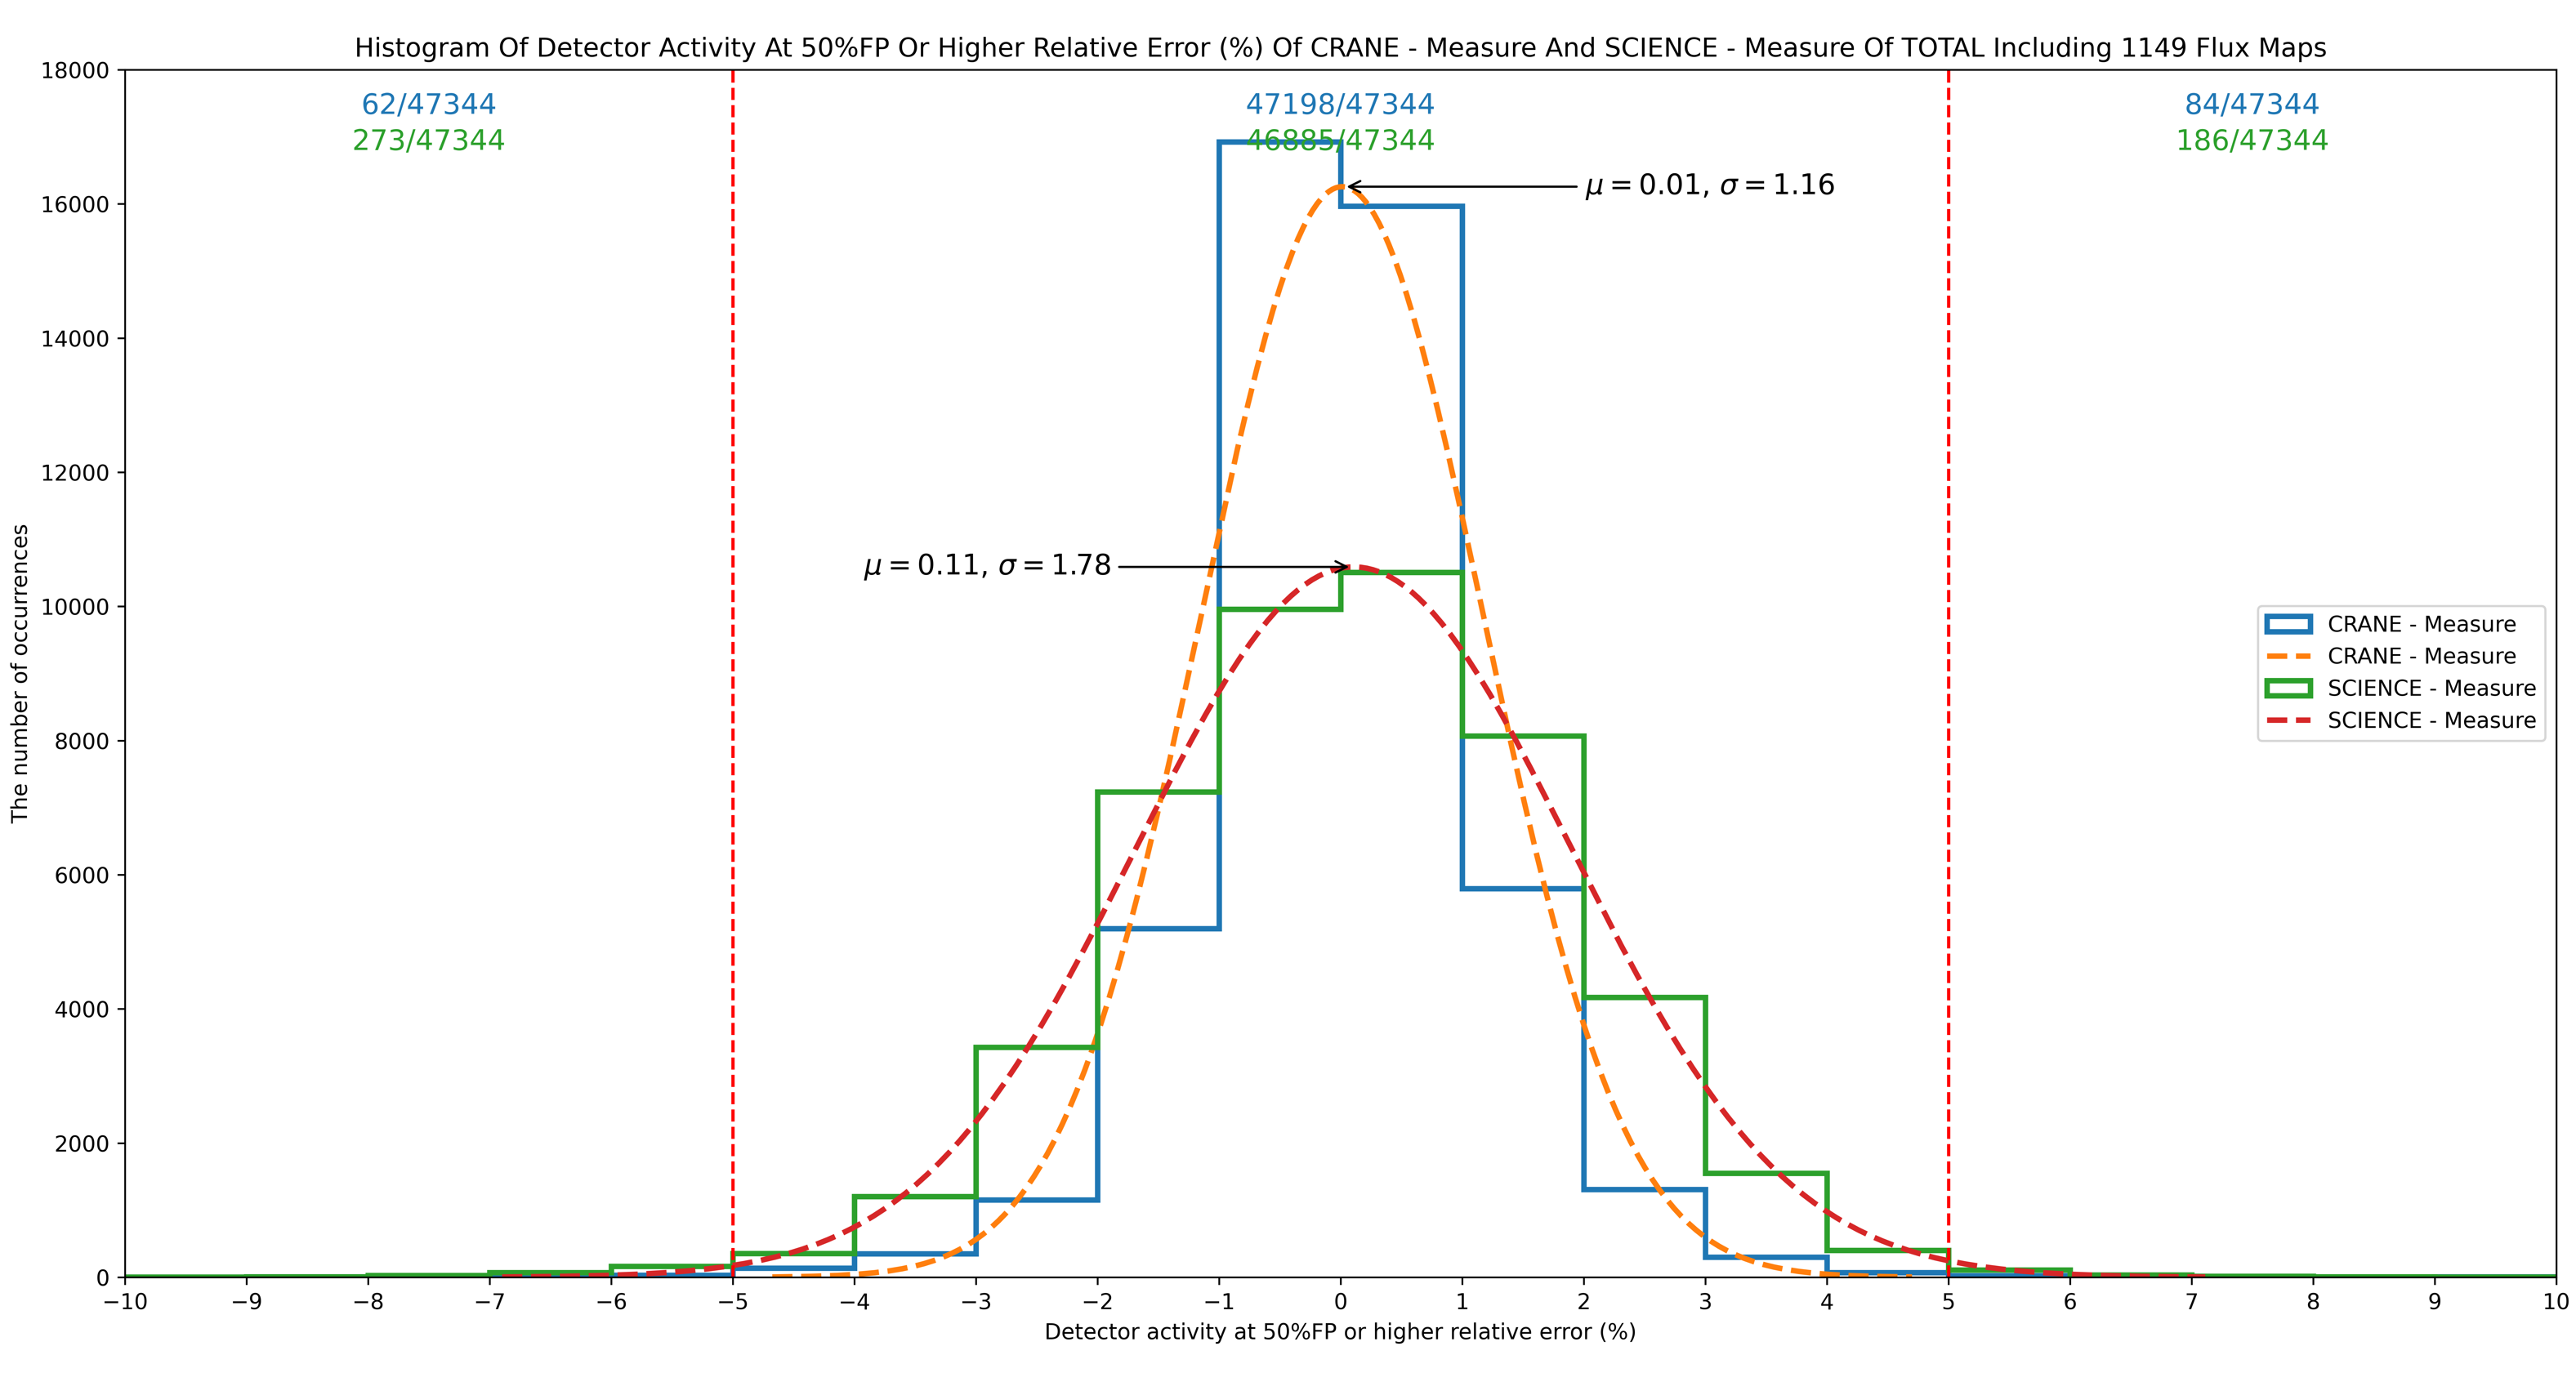 Histogram Of Detector Activity At 50%FP Or Higher Relative Error (%) Of CRANE - Measure And SCIENCE - Measure Of TOTAL Including 1149 Flux Maps
62/47344
47198/47344
84/47344
273/47344
46885/47344
186/47344
μ = 0.01, σ = 1.16
μ = 0.11, σ = 1.78
CRANE - Measure
CRANE - Measure
SCIENCE - Measure
SCIENCE - Measure
The number of occurrences
18000
16000
14000
12000
10000
8000
6000
4000
2000
0
−10 −9 −8 −7 −6 −5 −4 −3 −2 −1 0 1 2 3 4 5 6 7 8 9 10
Detector activity at 50%FP or higher relative error (%)